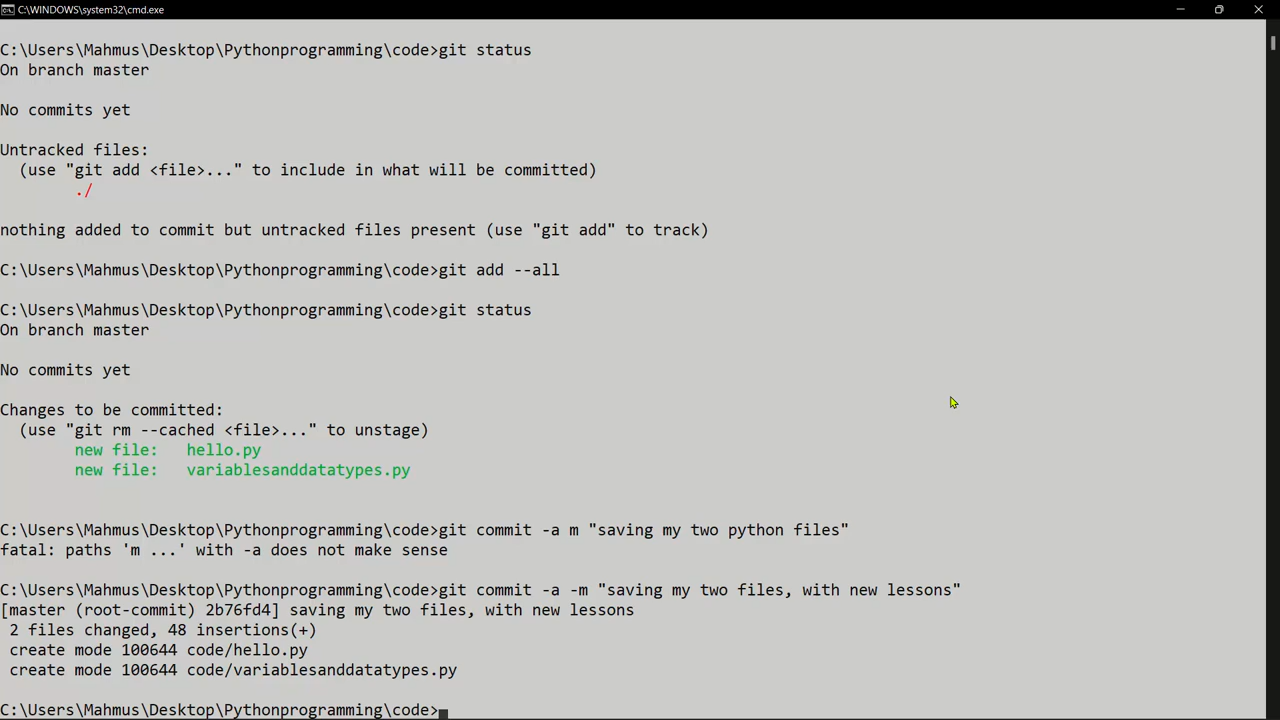 C:\WINDOWS\system32\cmd.exe
C:\Users\Mahmus\Desktop\Pythonprogramming\code>git status
On branch master
No commits yet
Untracked files:
  (use "git add <file>..." to include in what will be committed)
        ./
nothing added to commit but untracked files present (use "git add" to track)
C:\Users\Mahmus\Desktop\Pythonprogramming\code>git add --all
C:\Users\Mahmus\Desktop\Pythonprogramming\code>git status
On branch master
No commits yet
Changes to be committed:
  (use "git rm --cached <file>..." to unstage)
        new file:   hello.py
        new file:   variablesanddatatypes.py
C:\Users\Mahmus\Desktop\Pythonprogramming\code>git commit -a m "saving my two python files"
fatal: paths 'm ...' with -a does not make sense
C:\Users\Mahmus\Desktop\Pythonprogramming\code>git commit -a -m "saving my two files, with new lessons"
[master (root-commit) 2b76fd4] saving my two files, with new lessons
 2 files changed, 48 insertions(+)
 create mode 100644 code/hello.py
 create mode 100644 code/variablesanddatatypes.py
C:\Users\Mahmus\Desktop\Pythonprogramming\code>